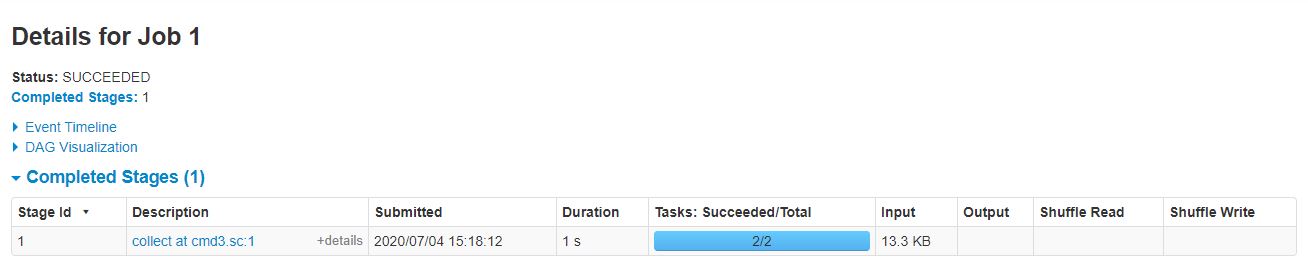 Details for Job 1
Status: SUCCEEDED
Completed Stages: 1
Event Timeline
DAG Visualization
Completed Stages (1)
Stage Id ▾ Description Submitted Duration Tasks: Succeeded/Total Input Output Shuffle Read Shuffle Write
1 collect at cmd3.sc:1 +details 2020/07/04 15:18:12 1 s 2/2 13.3 KB